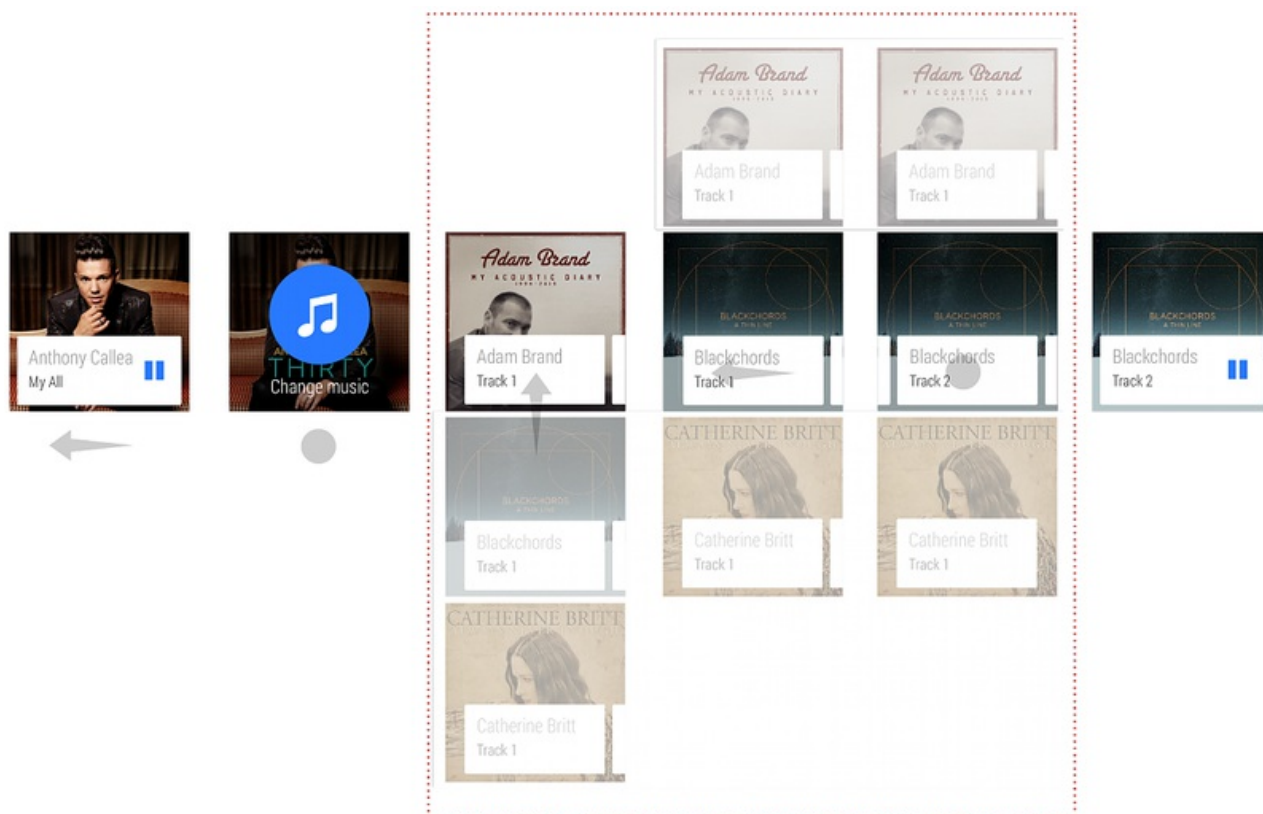 Anthony Callea
My All
THIRTY
Change music
Adam Brand
MY ACOUSTIC DIARY
Adam Brand
Track 1
BLACKCHORDS
A THIN LINE
Blackchords
Track 1
CATHERINE BRITT
Catherine Britt
Track 1
Adam Brand
MY ACOUSTIC DIARY
Adam Brand
Track 1
BLACKCHORDS
A THIN LINE
Blackchords
Track 1
CATHERINE BRITT
Catherine Britt
Track 1
Adam Brand
MY ACOUSTIC DIARY
Adam Brand
Track 1
BLACKCHORDS
A THIN LINE
Blackchords
Track 2
CATHERINE BRITT
Catherine Britt
Track 1
BLACKCHORDS
A THIN LINE
Blackchords
Track 2